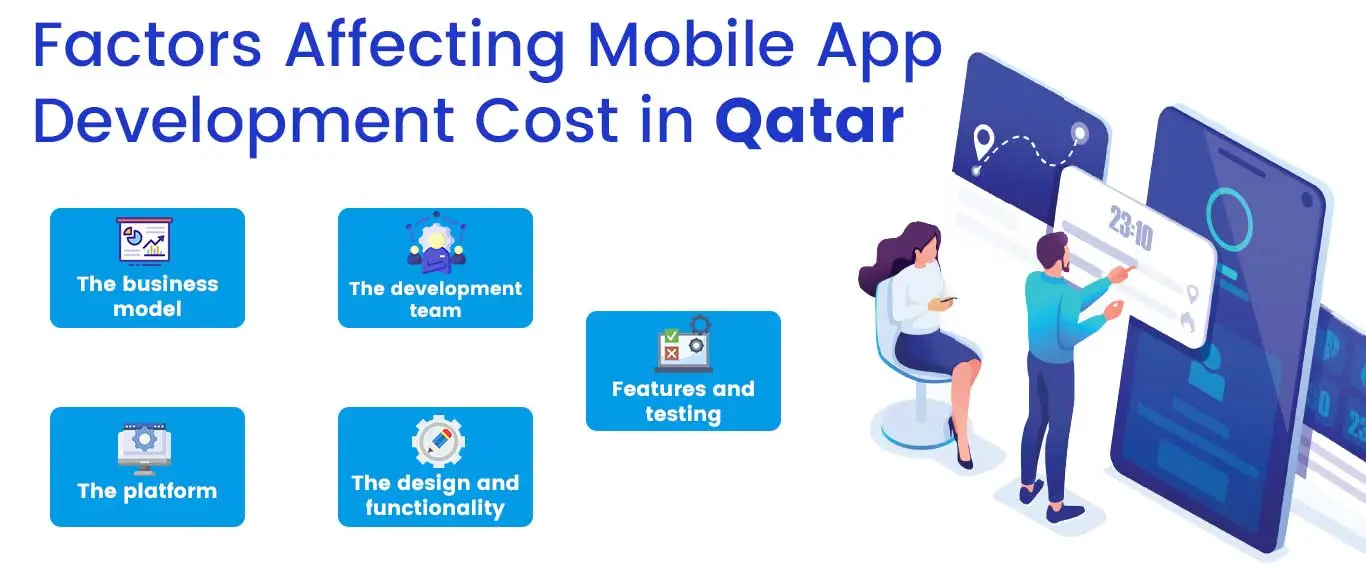 Factors Affecting Mobile App
Development Cost in Qatar
The business
model
The development
team
Features and
testing
The platform
The design and
functionality
23:10